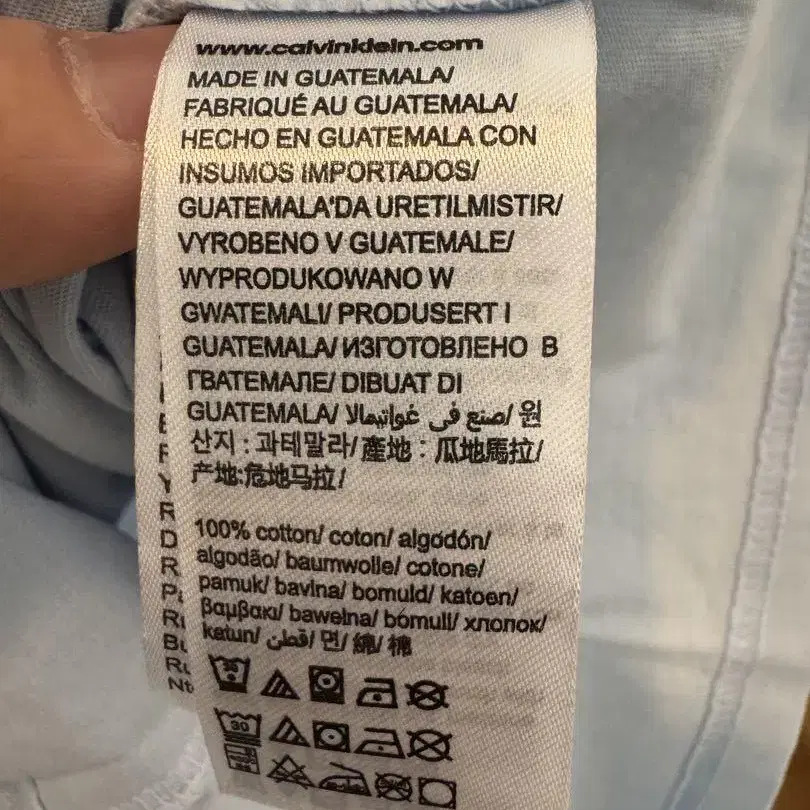 www.calvinklein.com
MADE IN GUATEMALA/
FABRIQUÉ AU GUATEMALA/
HECHO EN GUATEMALA CON
INSUMOS IMPORTADOS/
GUATEMALA'DA URETILMISTIR/
VYROBENO V GUATEMALE/
WYPRODUKOWANO W
GWATEMALI/ PRODUSERT I
GUATEMALA/ ИЗГОТОВЛЕНО В
ГВАТЕМАЛЕ/ DIBUAT DI
GUATEMALA/ صنع في غواتيمالا/ 원
산지 : 과테말라/ 產地 : 瓜地馬拉/
产地:危地马拉/
100% cotton/ coton/ algodón/
algodão/ baumwolle/ cotone/
pamuk/ bavlna/ bomuld/ katoen/
βαμβακι/ bawełna/ bómull/ хлопок/
katun/ قطن/ 면/ 綿/ 棉
30